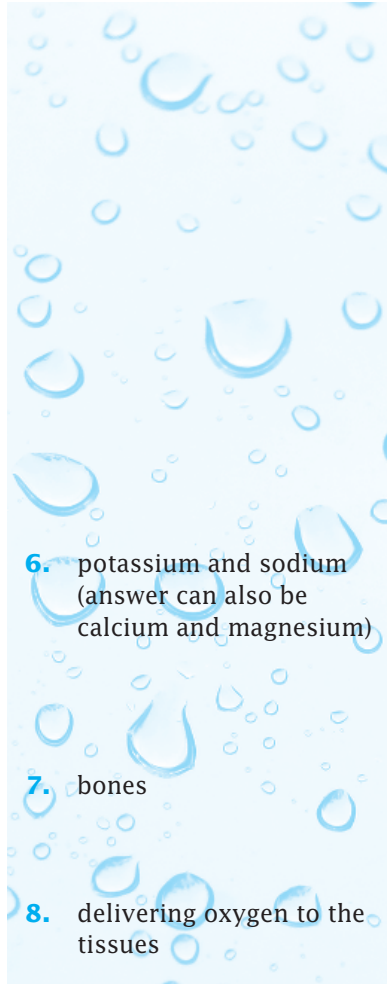 6. potassium and sodium
(answer can also be
calcium and magnesium)
7. bones
8. delivering oxygen to the
tissues